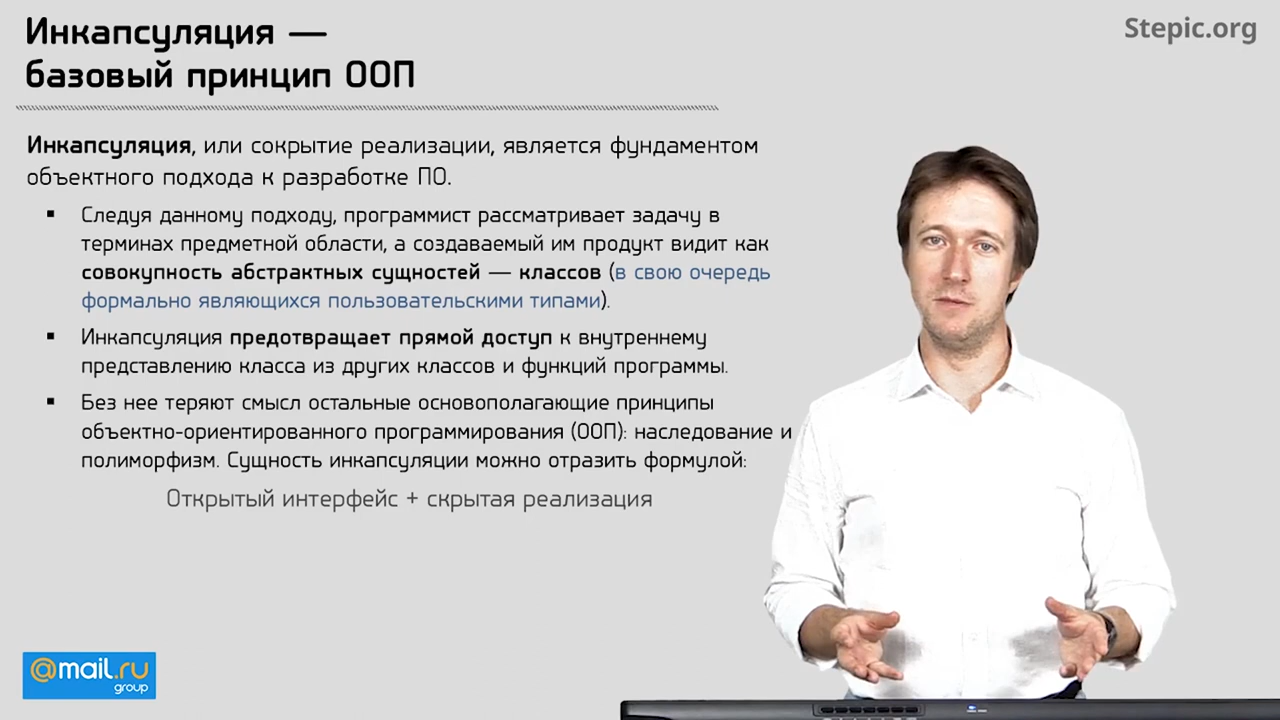 Инкапсуляция —
базовый принцип ООП
Stepic.org
Инкапсуляция, или сокрытие реализации, является фундаментом
объектного подхода к разработке ПО.
▪ Следуя данному подходу, программист рассматривает задачу в
терминах предметной области, а создаваемый им продукт видит как
совокупность абстрактных сущностей — классов (в свою очередь
формально являющихся пользовательскими типами).
▪ Инкапсуляция предотвращает прямой доступ к внутреннему
представлению класса из других классов и функций программы.
▪ Без нее теряют смысл остальные основополагающие принципы
объектно-ориентированного программирования (ООП): наследование и
полиморфизм. Сущность инкапсуляции можно отразить формулой:
Открытый интерфейс + скрытая реализация
@mail.ru
group